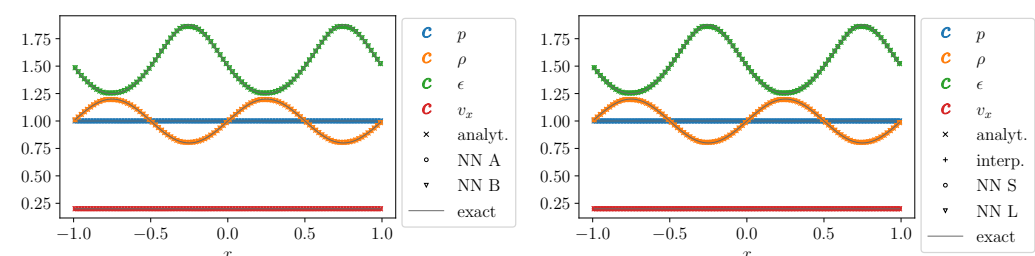 1.75
1.50
1.25
1.00
0.75
0.50
0.25
−1.0 −0.5 0.0 0.5 1.0
x
C p
C ρ
C ϵ
C v_x
analyt.
NN A
NN B
exact
1.75
1.50
1.25
1.00
0.75
0.50
0.25
−1.0 −0.5 0.0 0.5 1.0
x
C p
C ρ
C ϵ
C v_x
analyt.
interp.
NN S
NN L
exact